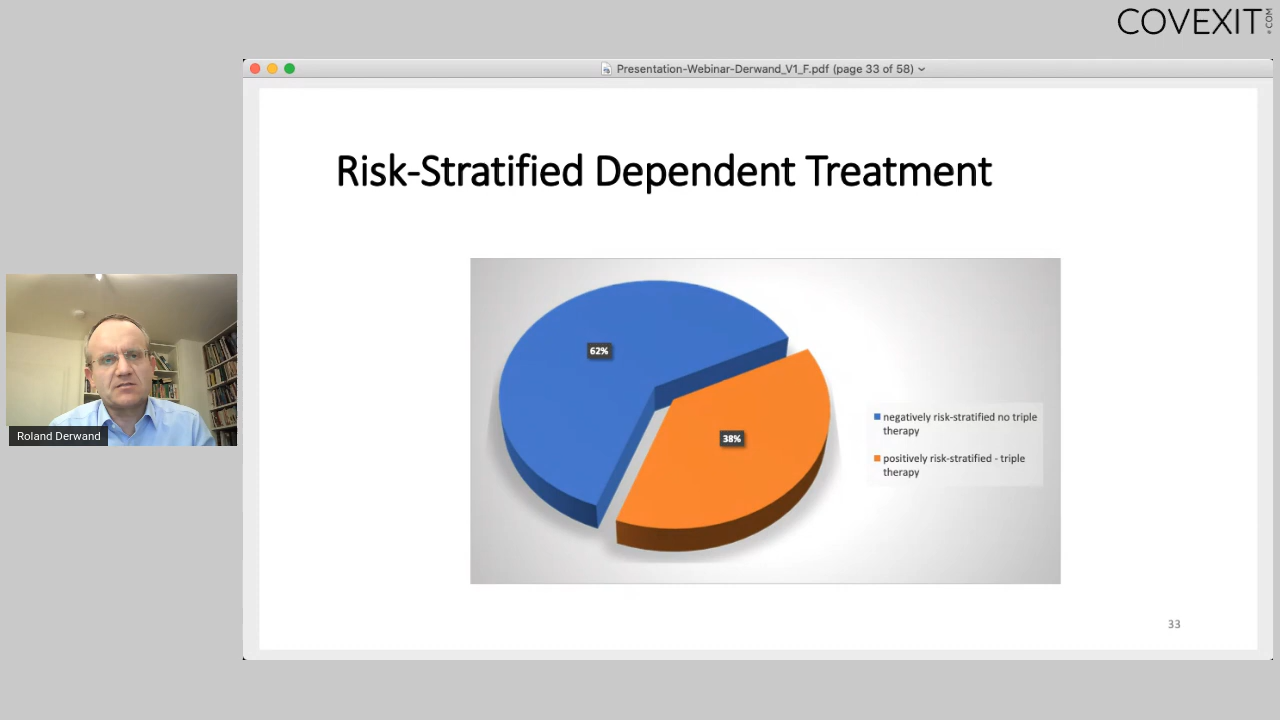 COVEXIT.COM
Presentation-Webinar-Derwand_V1_F.pdf (page 33 of 58)
Risk-Stratified Dependent Treatment
62%
38%
negatively risk-stratified no triple
therapy
positively risk-stratified - triple
therapy
Roland Derwand
33